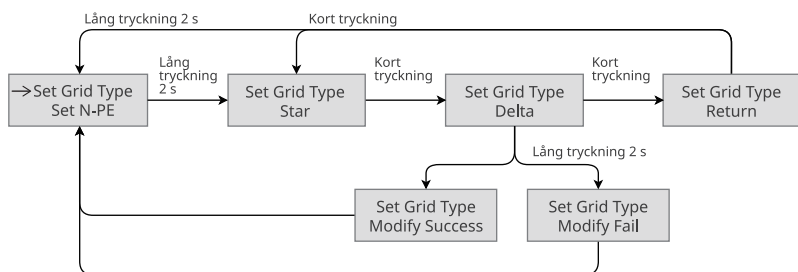 Lång tryckning 2 s
Kort tryckning
Lång
tryckning
2 s
Kort
tryckning
Kort
tryckning
→Set Grid Type
Set N-PE
Set Grid Type
Star
Set Grid Type
Delta
Set Grid Type
Return
Lång tryckning 2 s
Set Grid Type
Modify Success
Set Grid Type
Modify Fail